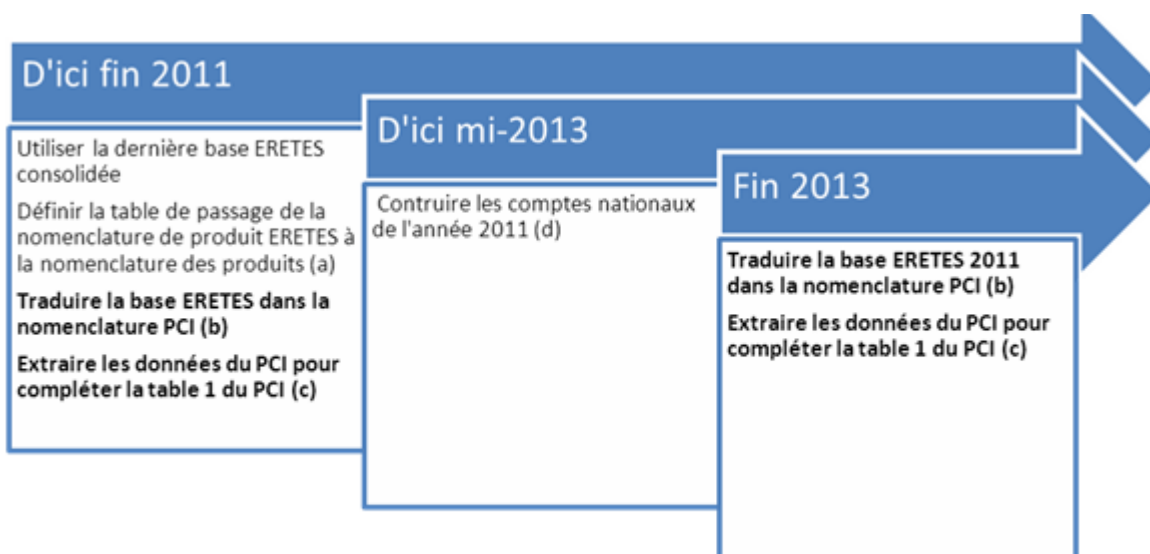 D'ici fin 2011
Utiliser la dernière base ERETES
consolidée
Définir la table de passage de la
nomenclature de produit ERETES à
la nomenclature des produits (a)
Traduire la base ERETES dans la
nomenclature PCI (b)
Extraire les données du PCI pour
compléter la table 1 du PCI (c)
D'ici mi-2013
Contruire les comptes nationaux
de l'année 2011 (d)
Fin 2013
Traduire la base ERETES 2011
dans la nomenclature PCI (b)
Extraire les données du PCI pour
compléter la table 1 du PCI (c)